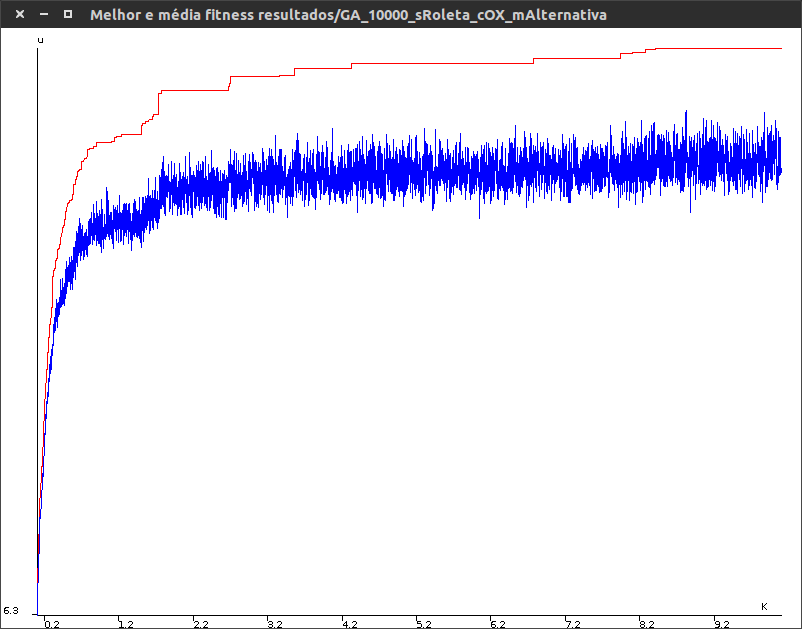 Melhor e média fitness resultados/GA_10000_sRoleta_cOX_mAlternativa
u
6.3
K
0.2 1.2 2.2 3.2 4.2 5.2 6.2 7.2 8.2 9.2